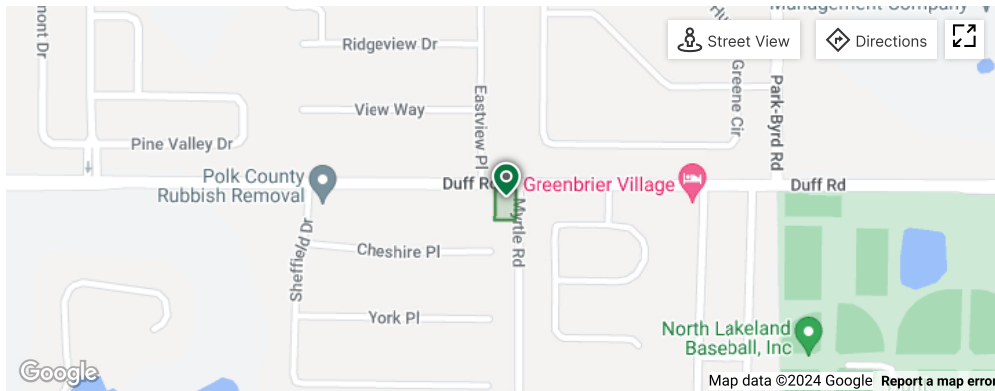 Management Company
mont Dr
Ridgeview Dr
Street View
Directions
Greene Cir
Park-Byrd Rd
Eastview Pl
View Way
Pine Valley Dr
Polk County
Rubbish Removal
Duff Rd
Greenbrier Village
Duff Rd
Myrtle Rd
Sheffield Dr
Cheshire Pl
York Pl
North Lakeland
Baseball, Inc
Google
Map data ©2024 Google
Report a map error